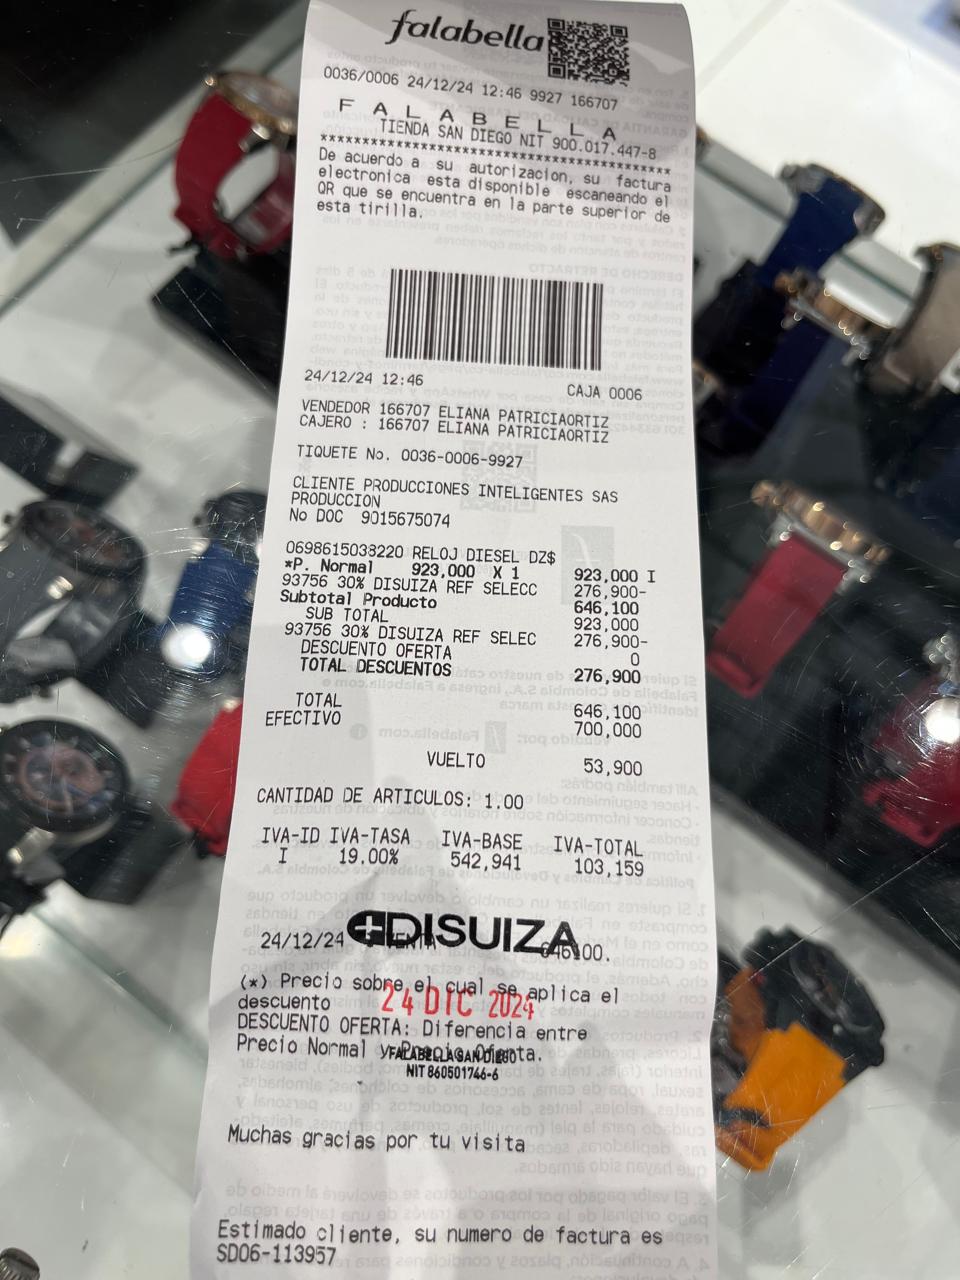 falabella
0036/0006 24/12/24 12:46 9927 166707
F A L A B E L L A
TIENDA SAN DIEGO NIT 900.017.447-8
******************************************
De acuerdo a su autorizacion, su factura
electronica esta disponible escaneando el
QR que se encuentra en la parte superior de
esta tirilla.
24/12/24 12:46 CAJA 0006
VENDEDOR 166707 ELIANA PATRICIAORTIZ
CAJERO : 166707 ELIANA PATRICIAORTIZ
TIQUETE No. 0036-0006-9927
CLIENTE PRODUCCIONES INTELIGENTES SAS
PRODUCCION
No DOC 9015675074
0698615038220 RELOJ DIESEL DZ$
*P. Normal 923,000 X 1 923,000 I
93756 30% DISUIZA REF SELECC 276,900-
Subtotal Producto 646,100
SUB TOTAL 923,000
93756 30% DISUIZA REF SELEC 276,900-
DESCUENTO OFERTA 0
TOTAL DESCUENTOS 276,900
TOTAL 646,100
EFECTIVO 700,000
VUELTO 53,900
CANTIDAD DE ARTICULOS: 1.00
IVA-ID IVA-TASA IVA-BASE IVA-TOTAL
I 19.00% 542,941 103,159
DISUIZA
24/12/24
(*) Precio sobre el cual se aplica el
descuento
24 DIC 2024
DESCUENTO OFERTA: Diferencia entre
Precio Normal y Precio Oferta.
FALABELLA SAN DIEGO
NIT 860501746-6
Muchas gracias por tu visita
Estimado cliente, su numero de factura es
SD06-113957